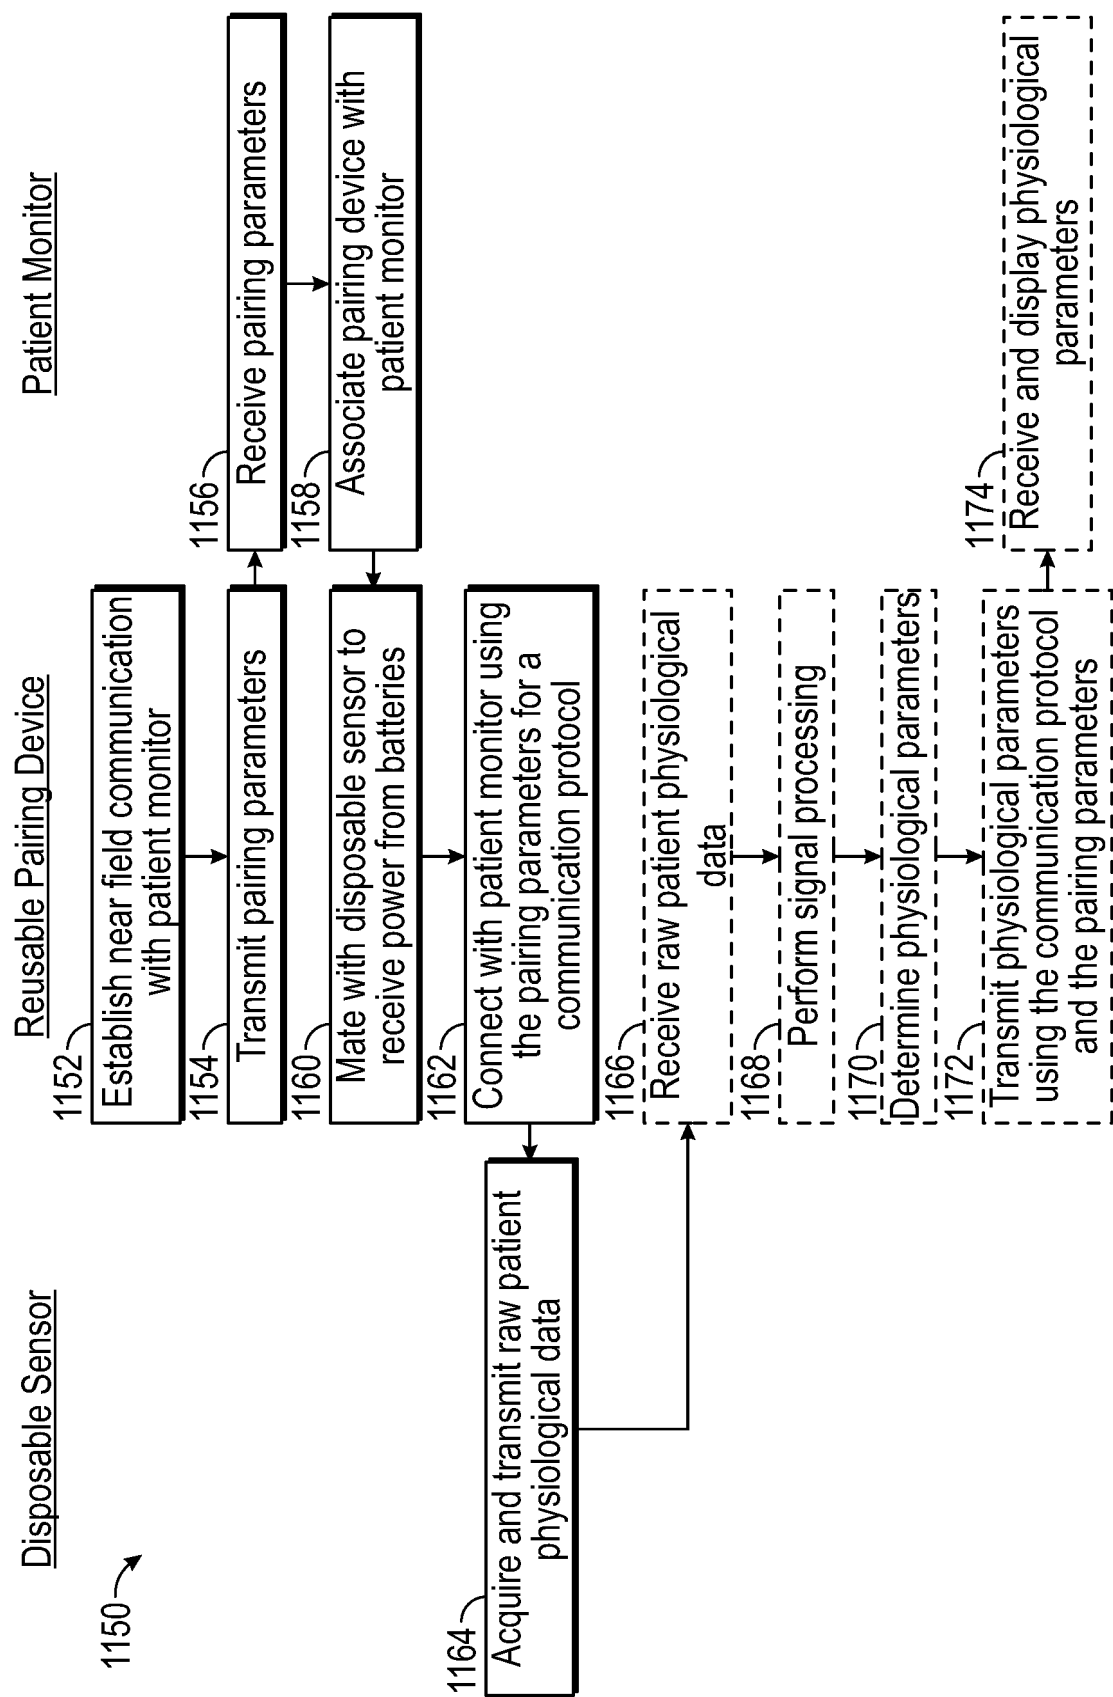 Disposable Sensor
Reusable Pairing Device
Patient Monitor
1150
1152
Establish near field communication
with patient monitor
1154
Transmit pairing parameters
1156
Receive pairing parameters
1158
Associate pairing device with
patient monitor
1160
Mate with disposable sensor to
receive power from batteries
1162
Connect with patient monitor using
the pairing parameters for a
communication protocol
1164
Acquire and transmit raw patient
physiological data
1166
Receive raw patient physiological
data
1168
Perform signal processing
1170
Determine physiological parameters
1172
Transmit physiological parameters
using the communication protocol
and the pairing parameters
1174
Receive and display physiological
parameters